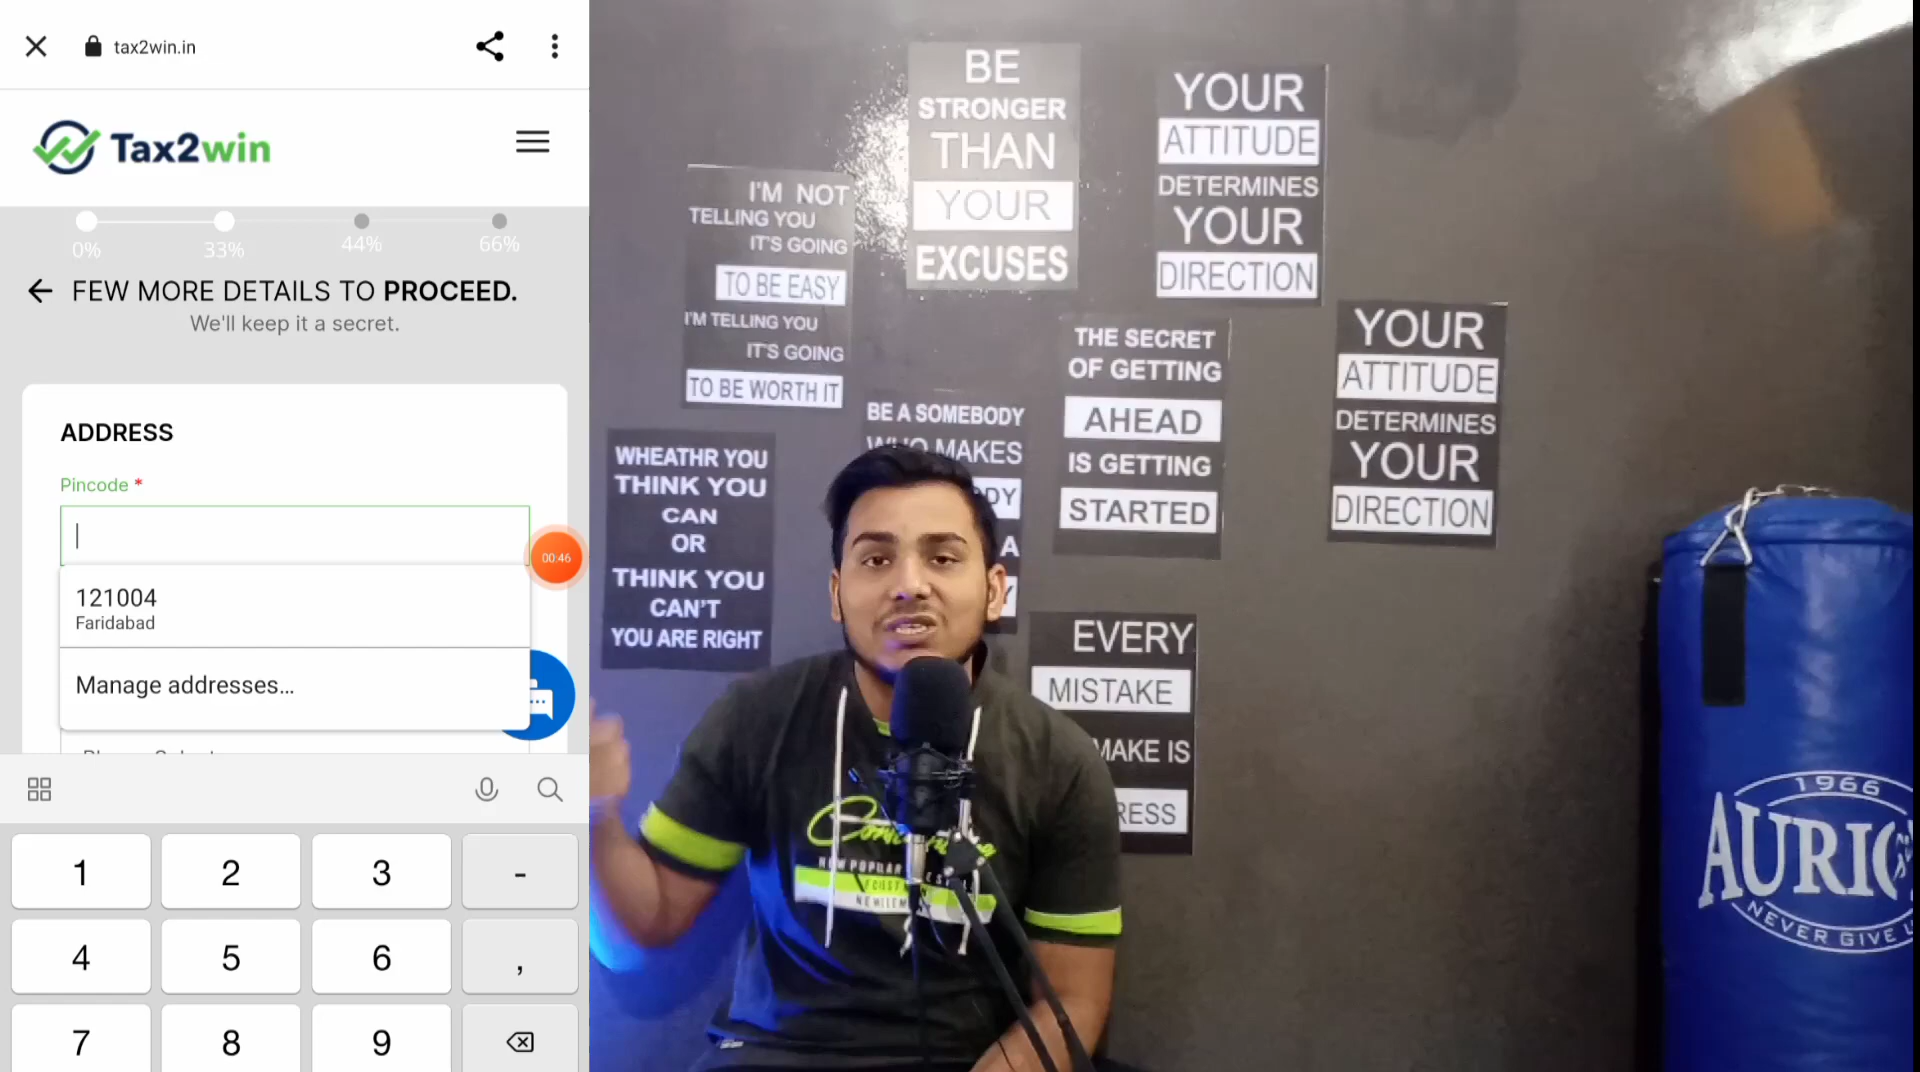 tax2win.in
Tax2win
0%
33%
44%
66%
FEW MORE DETAILS TO PROCEED.
We'll keep it a secret.
ADDRESS
Pincode *
00:46
121004
Faridabad
Manage addresses...
1
2
3
-
4
5
6
,
7
8
9
I'M NOT
TELLING YOU
IT'S GOING
TO BE EASY
I'M TELLING YOU
IT'S GOING
TO BE WORTH IT
BE
STRONGER
THAN
YOUR
EXCUSES
YOUR
ATTITUDE
DETERMINES
YOUR
DIRECTION
WHEATHR YOU
THINK YOU
CAN
OR
THINK YOU
CAN'T
YOU ARE RIGHT
BE A SOMEBODY
WHO MAKES
A
THE SECRET
OF GETTING
AHEAD
IS GETTING
STARTED
YOUR
ATTITUDE
DETERMINES
YOUR
DIRECTION
EVERY
MISTAKE
MAKE IS
1966
NEVER GIVE